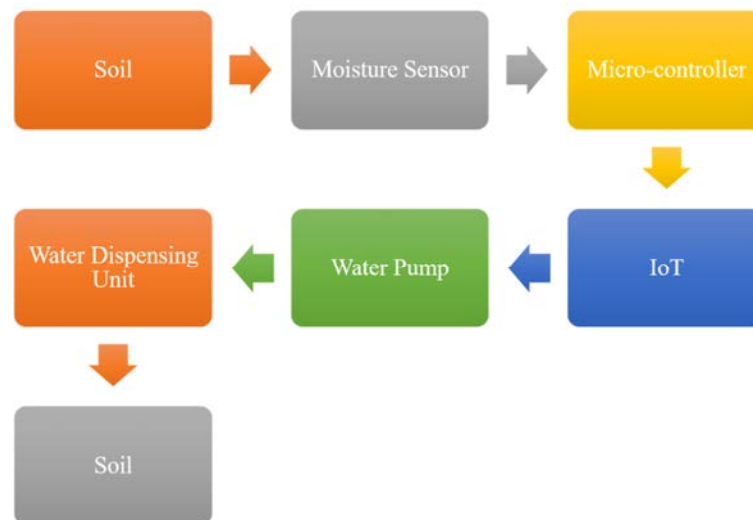 Soil
Moisture Sensor
Micro-controller
Water Dispensing
Unit
Water Pump
IoT
Soil